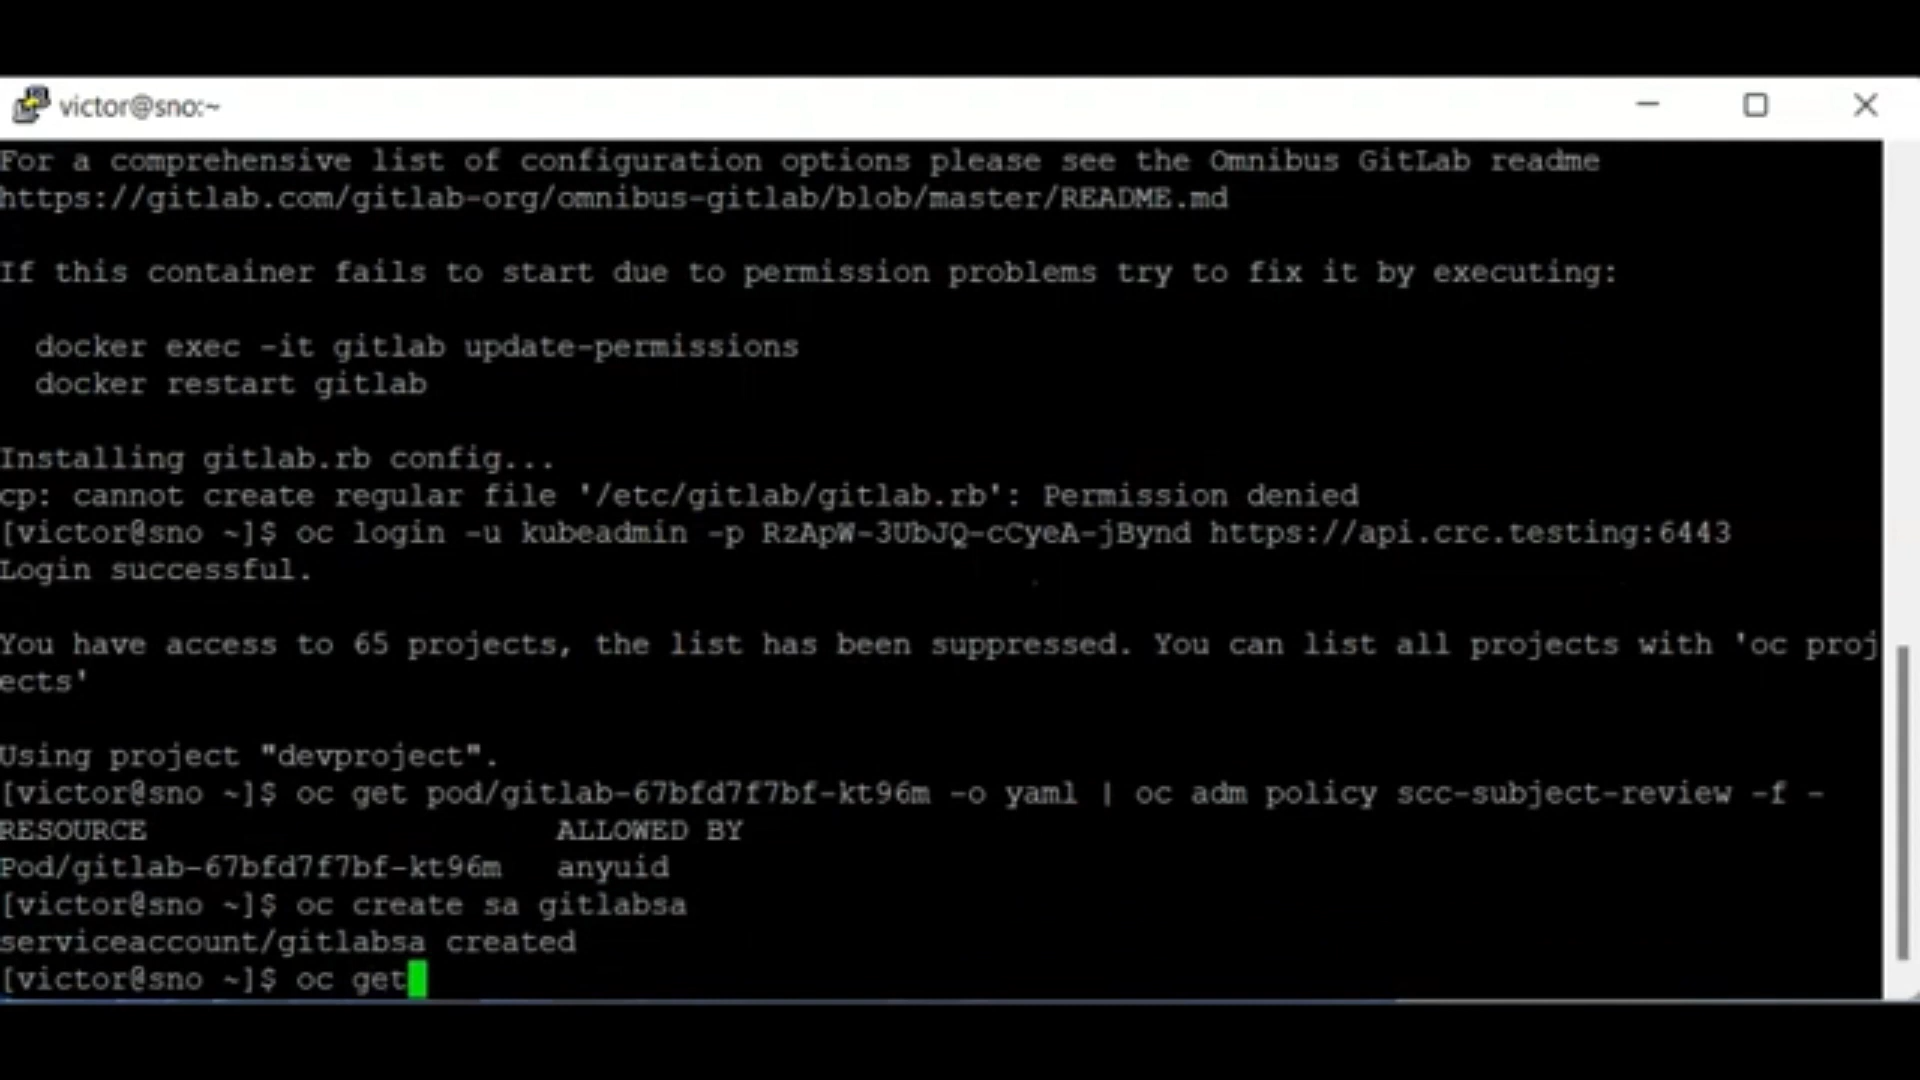 victor@sno:~
For a comprehensive list of configuration options please see the Omnibus GitLab readme
https://gitlab.com/gitlab-org/omnibus-gitlab/blob/master/README.md
If this container fails to start due to permission problems try to fix it by executing:
docker exec -it gitlab update-permissions
docker restart gitlab
Installing gitlab.rb config...
cp: cannot create regular file '/etc/gitlab/gitlab.rb': Permission denied
[victor@sno ~]$ oc login -u kubeadmin -p RzApW-3UbJQ-cCyeA-jBynd https://api.crc.testing:6443
Login successful.
You have access to 65 projects, the list has been suppressed. You can list all projects with 'oc proj
ects'
Using project "devproject".
[victor@sno ~]$ oc get pod/gitlab-67bfd7f7bf-kt96m -o yaml | oc adm policy scc-subject-review -f -
RESOURCE ALLOWED BY
Pod/gitlab-67bfd7f7bf-kt96m anyuid
[victor@sno ~]$ oc create sa gitlabsa
serviceaccount/gitlabsa created
[victor@sno ~]$ oc get